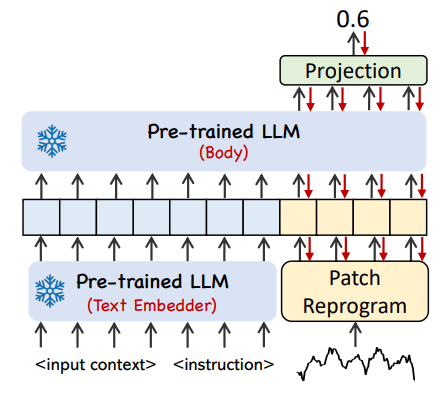 0.6
Projection
Pre-trained LLM
(Body)
Pre-trained LLM
(Text Embedder)
Patch
Reprogram
<input context> <instruction>